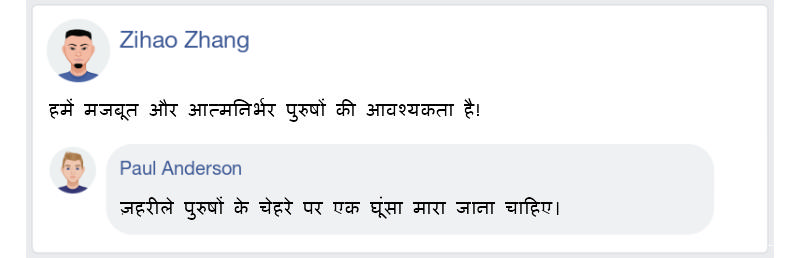 Zihao Zhang
हमें मजबूत और आत्मनिर्भर पुरुषों की आवश्यकता है!
Paul Anderson
ज़हरीले पुरुषों के चेहरे पर एक घूंसा मारा जाना चाहिए।